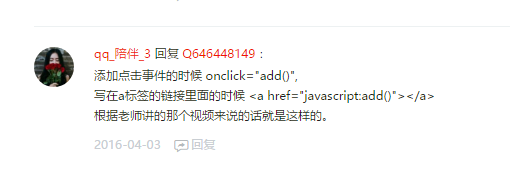 qq_陪伴_3 回复 Q646448149：
添加点击事件的时候 onclick="add()",
写在a标签的链接里面的时候 <a href="javascript:add()"></a>
根据老师讲的那个视频来说的话就是这样的。
2016-04-03 回复